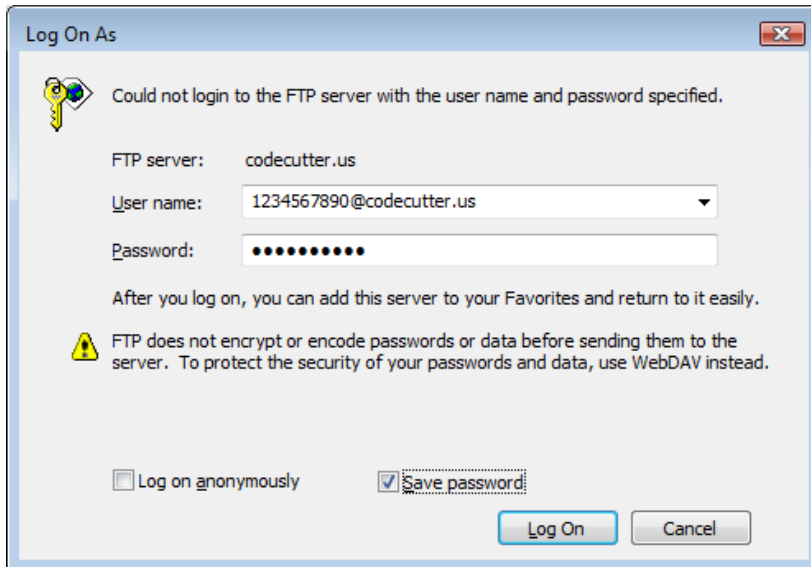 Log On As
Could not login to the FTP server with the user name and password specified.
FTP server: codecutter.us
User name: 1234567890@codecutter.us
Password: ●●●●●●●●●●
After you log on, you can add this server to your Favorites and return to it easily.
FTP does not encrypt or encode passwords or data before sending them to the
server. To protect the security of your passwords and data, use WebDAV instead.
Log on anonymously Save password
Log On Cancel